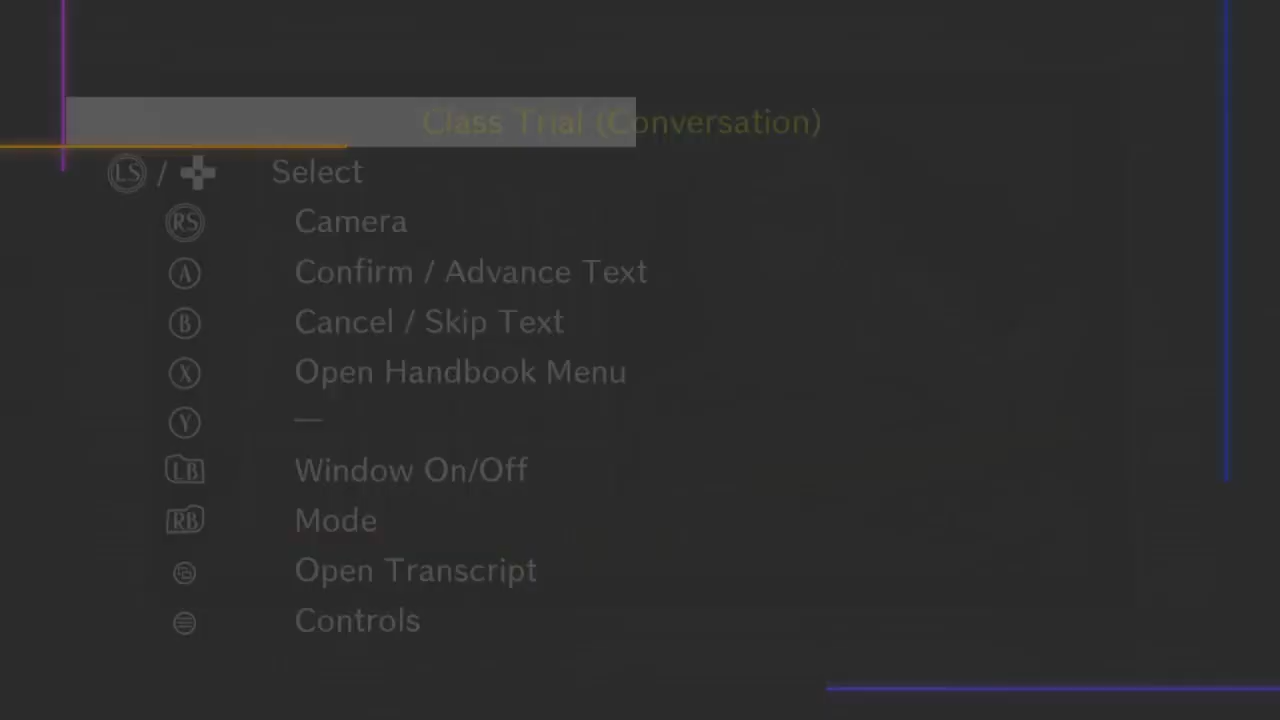 Class Trial (Conversation)
LS / Select
RS Camera
A Confirm / Advance Text
B Cancel / Skip Text
X Open Handbook Menu
Y —
LB Window On/Off
RB Mode
Open Transcript
Controls